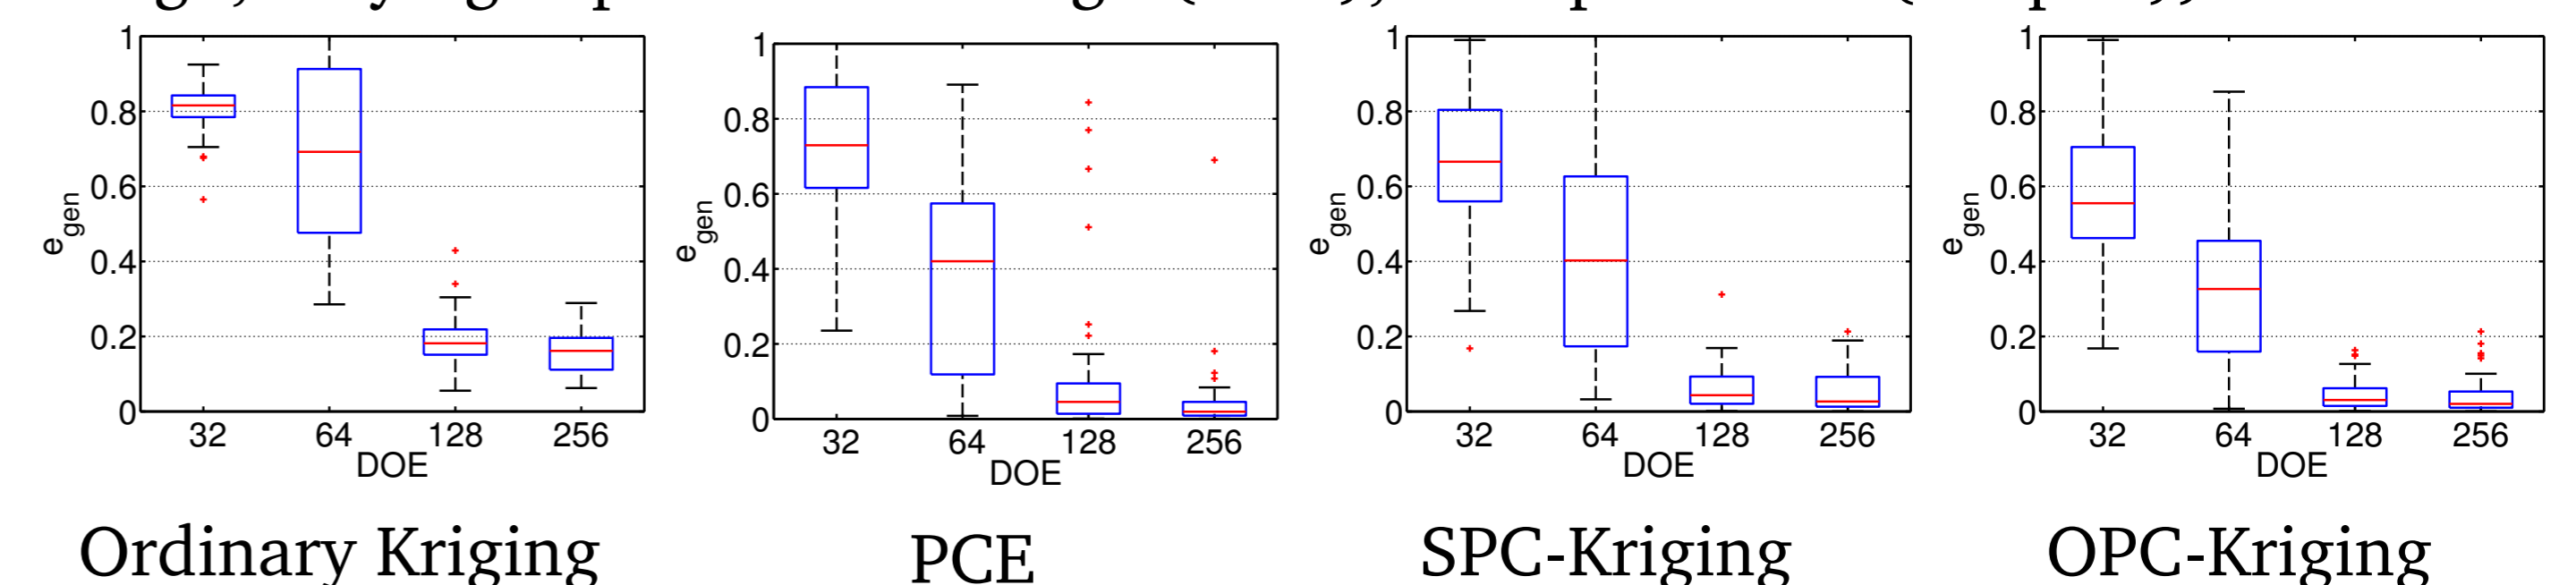 1 1 1 1
0.8 0.8 0.8 0.8
0.6 0.6 0.6 0.6
0.4 0.4 0.4 0.4
0.2 0.2 0.2 0.2
0 0 0 0
e_gen e_gen e_gen e_gen
32 64 128 256 32 64 128 256 32 64 128 256 32 64 128 256
DOE DOE DOE DOE
Ordinary Kriging PCE SPC-Kriging OPC-Kriging